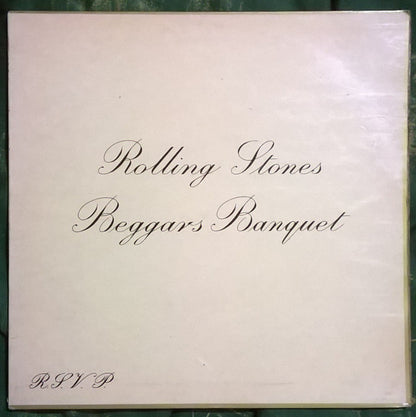 Rolling Stones
Beggars Banquet
R.S.V.P.